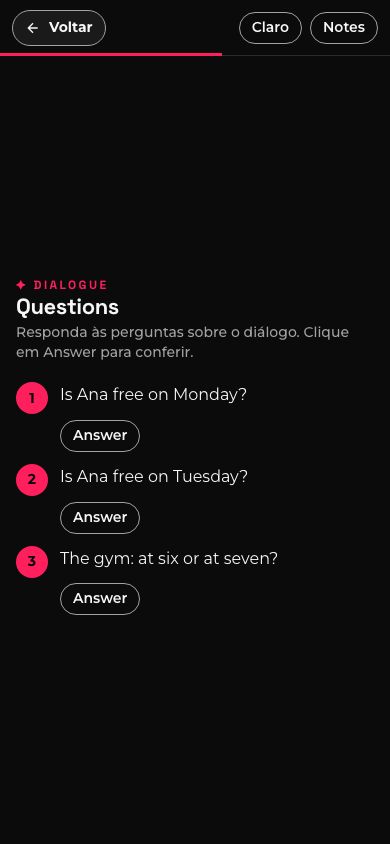 Voltar
Claro
Notes
DIALOGUE
Questions
Responda às perguntas sobre o diálogo. Clique
em Answer para conferir.
1 Is Ana free on Monday?
Answer
2 Is Ana free on Tuesday?
Answer
3 The gym: at six or at seven?
Answer